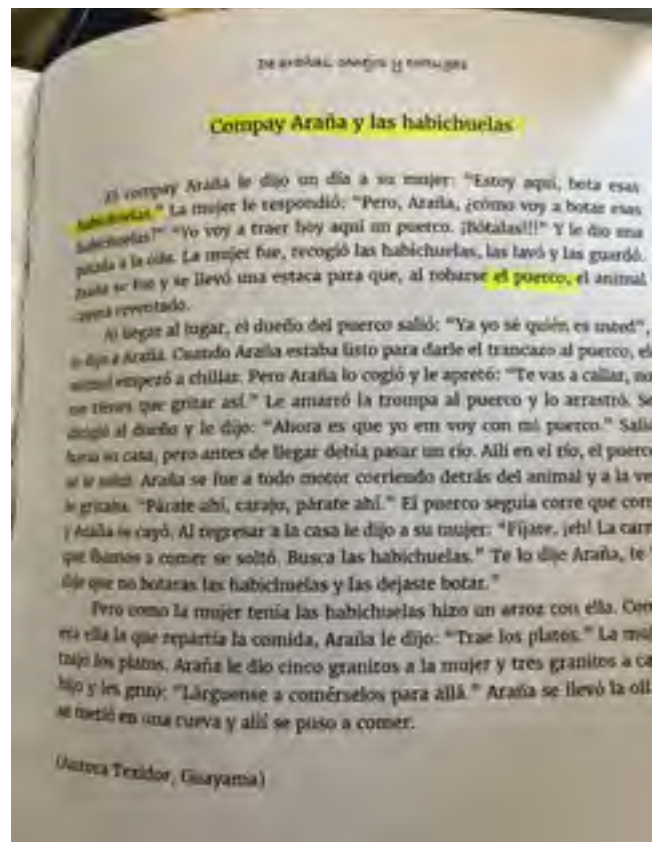 Compay Araña y las habichuelas
El compay Araña le dijo un día a su mujer: "Estoy aquí, bota esas
habichuelas." La mujer le respondió: "Pero, Araña, ¿cómo voy a botar esas
habichuelas?" "Yo voy a traer hoy aquí un puerco. ¡Bótalas!!!" Y le dio una
patada a la olla. La mujer fue, recogió las habichuelas, las lavó y las guardó.
Araña se fue y se llevó una estaca para que, al robarse el puerco, el animal
reventado.
Al llegar al lugar, el dueño del puerco salió: "Ya yo sé quién es usted",
le dijo a Araña. Cuando Araña estaba listo para darle el trancazo al puerco, el
animal empezó a chillar. Pero Araña lo cogió y le apretó: "Te vas a callar, no
me tienes que gritar así." Le amarró la trompa al puerco y lo arrastró. Se
dirigió al dueño y le dijo: "Ahora es que yo em voy con mi puerco." Salió
hacia su casa, pero antes de llegar debía pasar un río. Allí en el río, el puerco
se le soltó. Araña se fue a todo motor corriendo detrás del animal y a la ve
le gritaba. "Párate ahí, carajo, párate ahí." El puerco seguía corre que corr
y Araña se cayó. Al regresar a la casa le dijo a su mujer: "Fíjate, ¡eh! La carn
que íbamos a comer se soltó. Busca las habichuelas." Te lo dije Araña, te
dije que no botaras las habichuelas y las dejaste botar."
Pero como la mujer tenía las habichuelas hizo un arroz con ella. Com
era ella la que repartía la comida, Araña le dijo: "Trae los platos." La muj
trajo los platos. Araña le dio cinco granitos a la mujer y tres granitos a ca
hijo y les gritó: "Lárguense a comérselos para allá." Araña se llevó la oll
se metió en una cueva y allí se puso a comer.
(Aurora Texidor, Guayama)